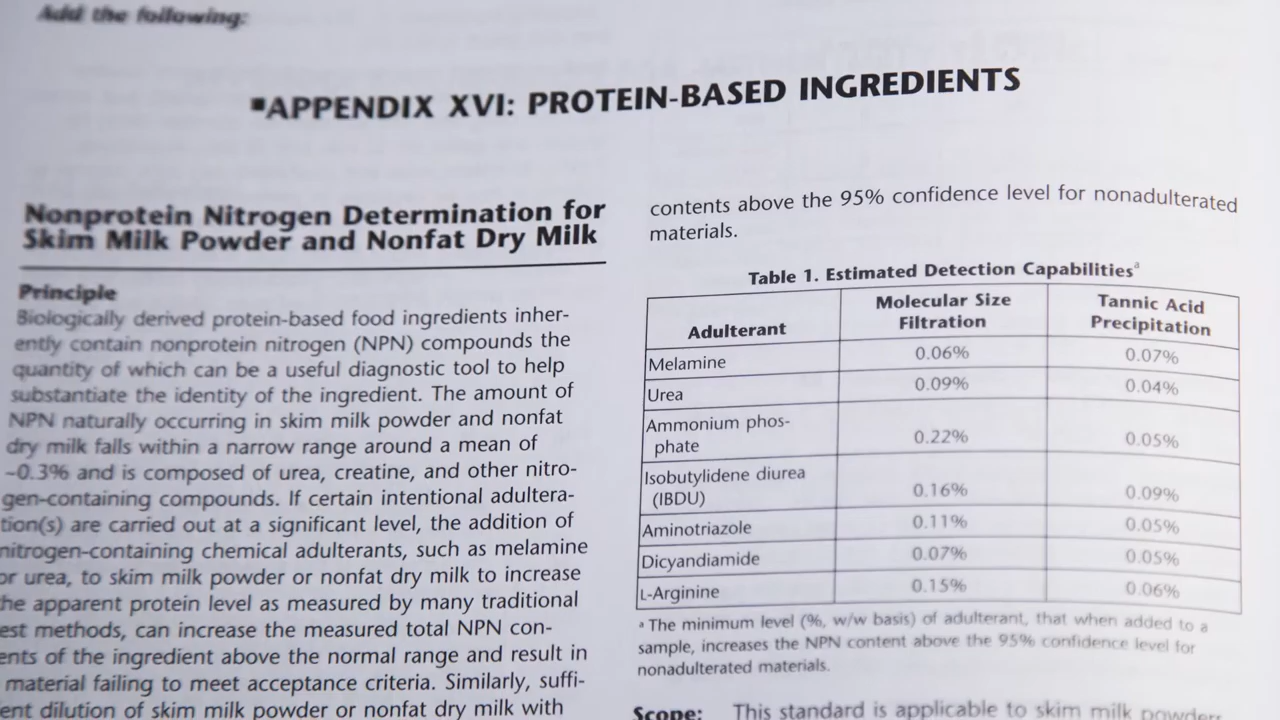 Add the following:
■APPENDIX XVI: PROTEIN-BASED INGREDIENTS
Nonprotein Nitrogen Determination for
Skim Milk Powder and Nonfat Dry Milk
Principle
Biologically derived protein-based food ingredients inher-
ently contain nonprotein nitrogen (NPN) compounds the
quantity of which can be a useful diagnostic tool to help
substantiate the identity of the ingredient. The amount of
NPN naturally occurring in skim milk powder and nonfat
dry milk falls within a narrow range around a mean of
~0.3% and is composed of urea, creatine, and other nitro-
gen-containing compounds. If certain intentional adultera-
tion(s) are carried out at a significant level, the addition of
nitrogen-containing chemical adulterants, such as melamine
or urea, to skim milk powder or nonfat dry milk to increase
he apparent protein level as measured by many traditional
est methods, can increase the measured total NPN con-
ents of the ingredient above the normal range and result in
material failing to meet acceptance criteria. Similarly, suffi-
ent dilution of skim milk powder or nonfat dry milk with
contents above the 95% confidence level for nonadulterated
materials.
Table 1. Estimated Detection Capabilitiesa
Adulterant Molecular Size Filtration Tannic Acid Precipitation
Melamine 0.06% 0.07%
Urea 0.09% 0.04%
Ammonium phos-
phate 0.22% 0.05%
Isobutylidene diurea
(IBDU) 0.16% 0.09%
Aminotriazole 0.11% 0.05%
Dicyandiamide 0.07% 0.05%
L-Arginine 0.15% 0.06%
a The minimum level (%, w/w basis) of adulterant, that when added to a
sample, increases the NPN content above the 95% confidence level for
nonadulterated materials.
Scope: This standard is applicable to skim milk powders,